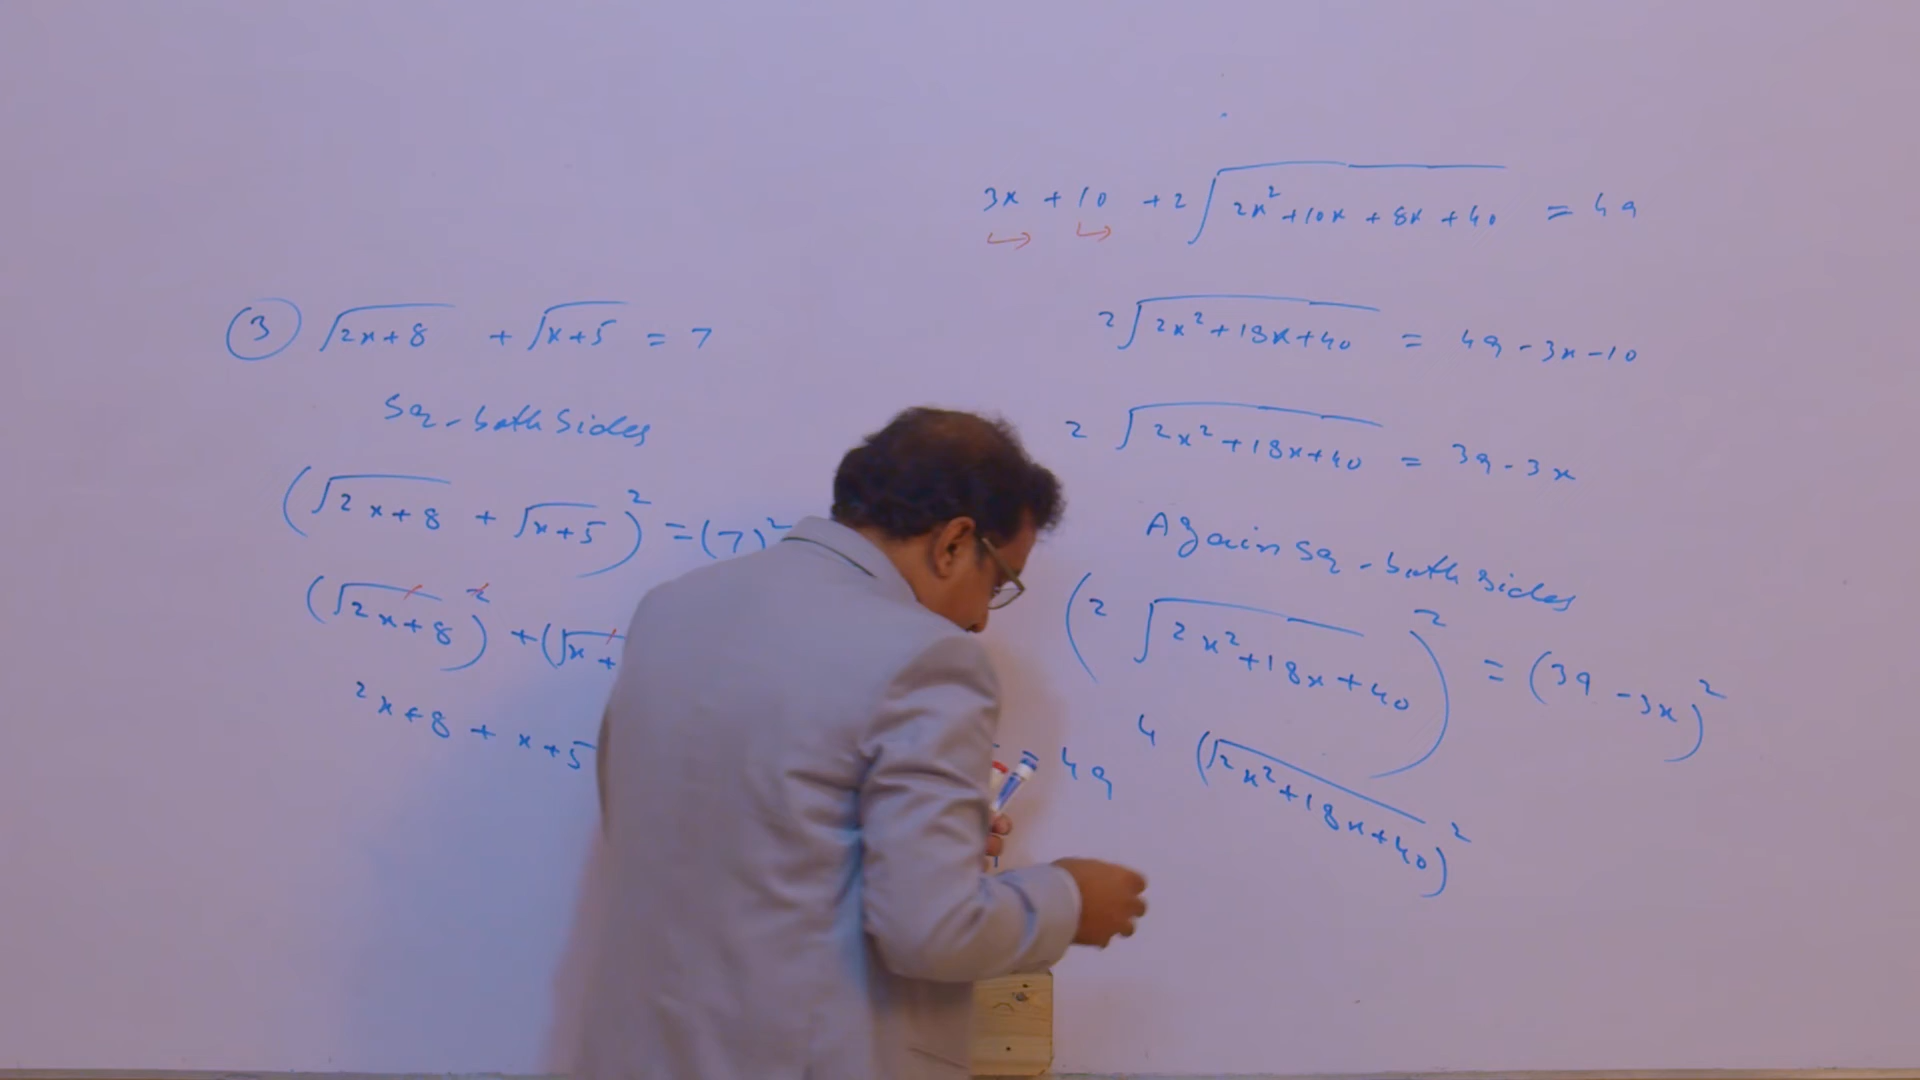 ③ √(2x+8) + √(x+5) = 7
Sq. both Sides
(√(2x+8) + √(x+5))² = (7)²
(√(2x+8))² + (√x+
2x+8 + x+5
= 49
3x + 10 + 2√(2x²+10x+8x+40) = 49
2√(2x²+18x+40) = 49-3x-10
2√(2x²+18x+40) = 39-3x
Again Sq. both sides
(2√(2x²+18x+40))² = (39-3x)²
4(√(2x²+18x+40))²